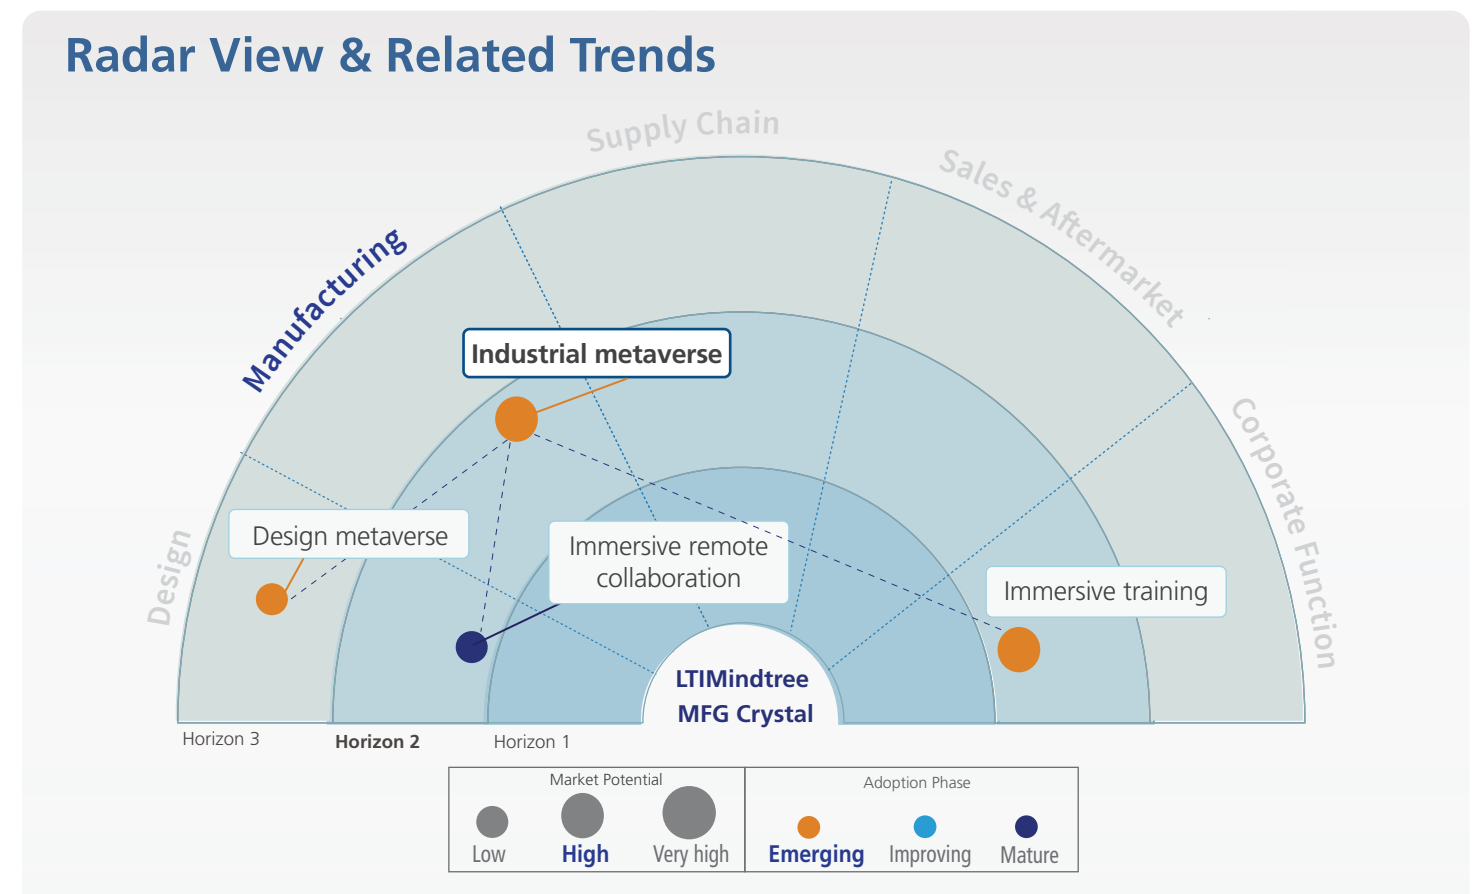 Radar View & Related Trends
Supply Chain
Sales & Aftermarket
Manufacturing
Industrial metaverse
Corporate Function
Design metaverse
Design
Immersive remote
collaboration
Immersive training
LTIMindtree
MFG Crystal
Horizon 3
Horizon 2
Horizon 1
Market Potential
Low
High
Very high
Adoption Phase
Emerging
Improving
Mature